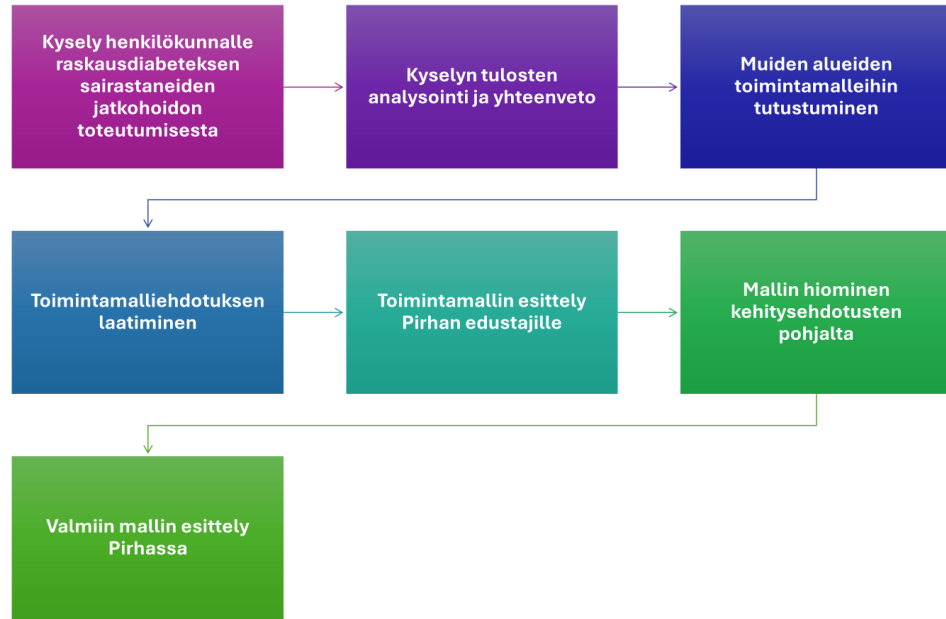 Kysely henkilökunnalle
raskausdiabeteksen
sairastaneiden
jatkohoidon
toteutumisesta
Kyselyn tulosten
analysointi ja yhteenveto
Muiden alueiden
toimintamalleihin
tutustuminen
Toimintamalliehdotuksen
laatiminen
Toimintamallin esittely
Pirhan edustajille
Mallin hiominen
kehitysehdotusten
pohjalta
Valmiin mallin esittely
Pirhassa